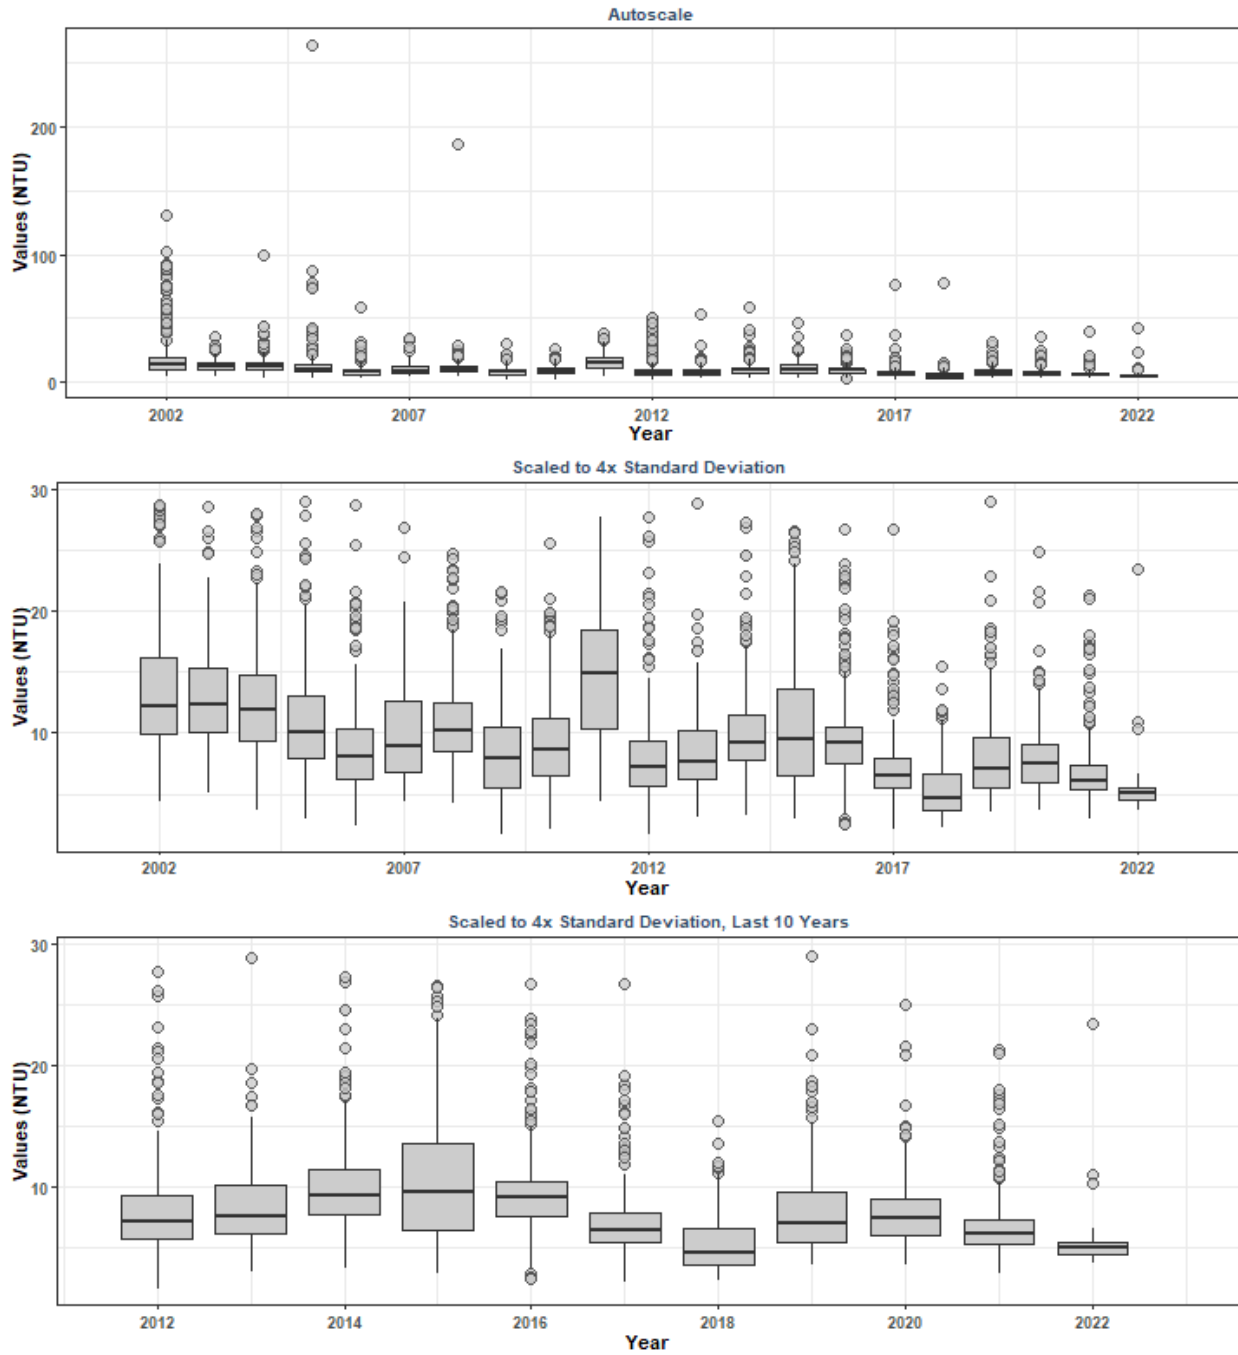 Autoscale
Values (NTU)
200
100
0
2002 2007 2012 2017 2022
Year
Scaled to 4x Standard Deviation
Values (NTU)
30
20
10
2002 2007 2012 2017 2022
Year
Scaled to 4x Standard Deviation, Last 10 Years
Values (NTU)
30
20
10
2012 2014 2016 2018 2020 2022
Year